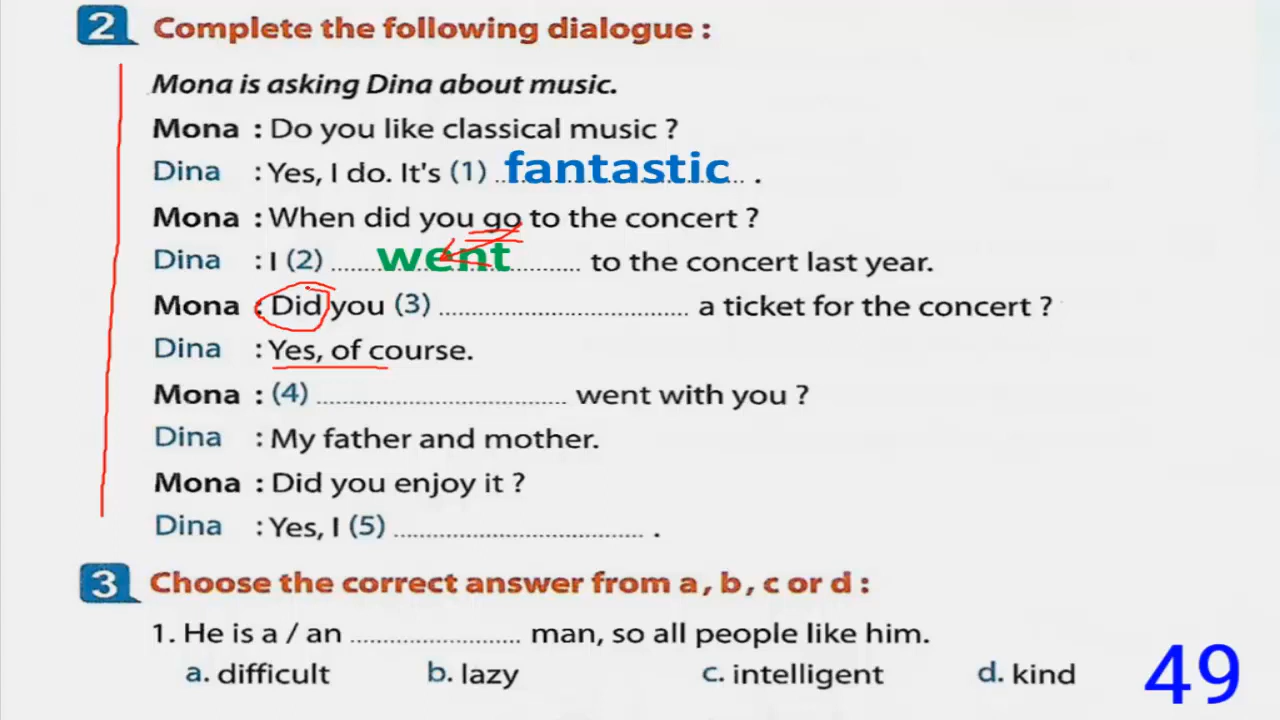 2 Complete the following dialogue :
Mona is asking Dina about music.
Mona : Do you like classical music ?
Dina : Yes, I do. It's (1) fantastic .
Mona : When did you go to the concert ?
Dina : I (2) went to the concert last year.
Mona : Did you (3) .................................... a ticket for the concert ?
Dina : Yes, of course.
Mona : (4) .................................... went with you ?
Dina : My father and mother.
Mona : Did you enjoy it ?
Dina : Yes, I (5) .................................... .
3 Choose the correct answer from a , b , c or d :
1. He is a / an ......................... man, so all people like him.
a. difficult b. lazy c. intelligent d. kind
49